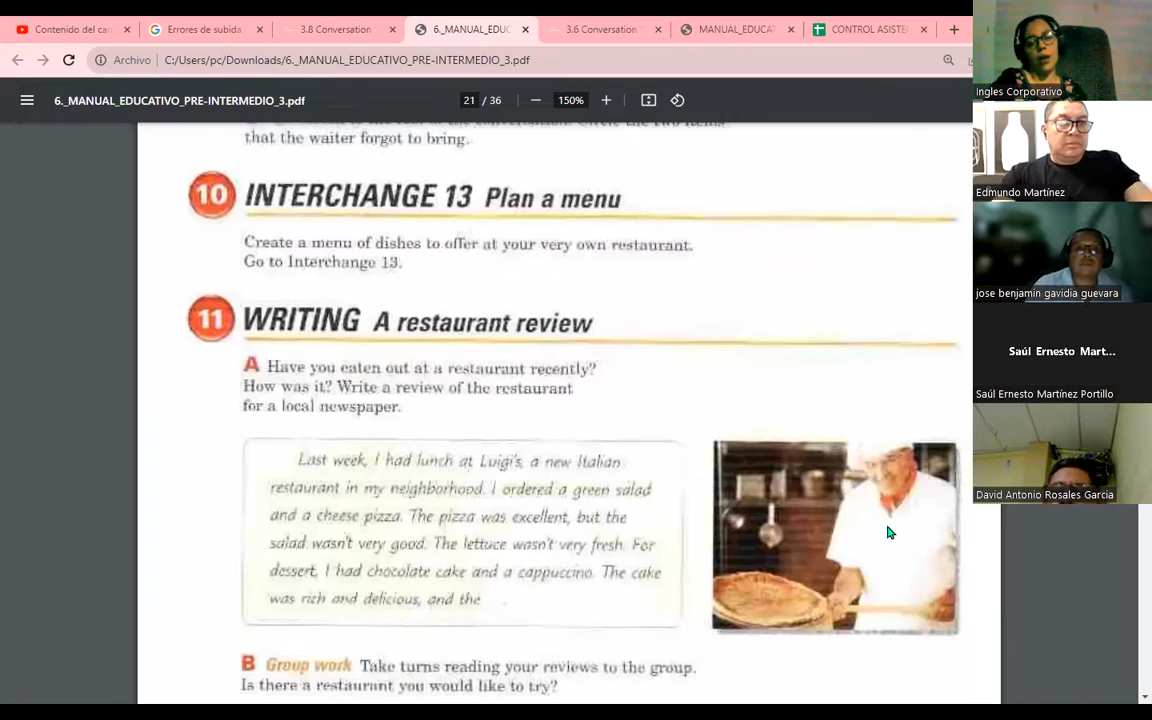 Contenido del ca
Errores de subida
3.8 Conversation
6._MANUAL_EDUC
3.6 Conversation
MANUAL_EDUCAT
CONTROL ASISTE
Archivo
C:/Users/pc/Downloads/6._MANUAL_EDUCATIVO_PRE-INTERMEDIO_3.pdf
6._MANUAL_EDUCATIVO_PRE-INTERMEDIO_3.pdf
21 / 36
150%
that the waiter forgot to bring.
10 INTERCHANGE 13 Plan a menu
Create a menu of dishes to offer at your very own restaurant.
Go to Interchange 13.
11 WRITING A restaurant review
A Have you eaten out at a restaurant recently?
How was it? Write a review of the restaurant
for a local newspaper.
Last week, I had lunch at Luigi's, a new Italian
restaurant in my neighborhood. I ordered a green salad
and a cheese pizza. The pizza was excellent, but the
salad wasn't very good. The lettuce wasn't very fresh. For
dessert, I had chocolate cake and a cappuccino. The cake
was rich and delicious, and the
B Group work Take turns reading your reviews to the group.
Is there a restaurant you would like to try?
Ingles Corporativo
Edmundo Martínez
jose benjamin gavidia guevara
Saúl Ernesto Mart...
Saúl Ernesto Martínez Portillo
David Antonio Rosales Garcia